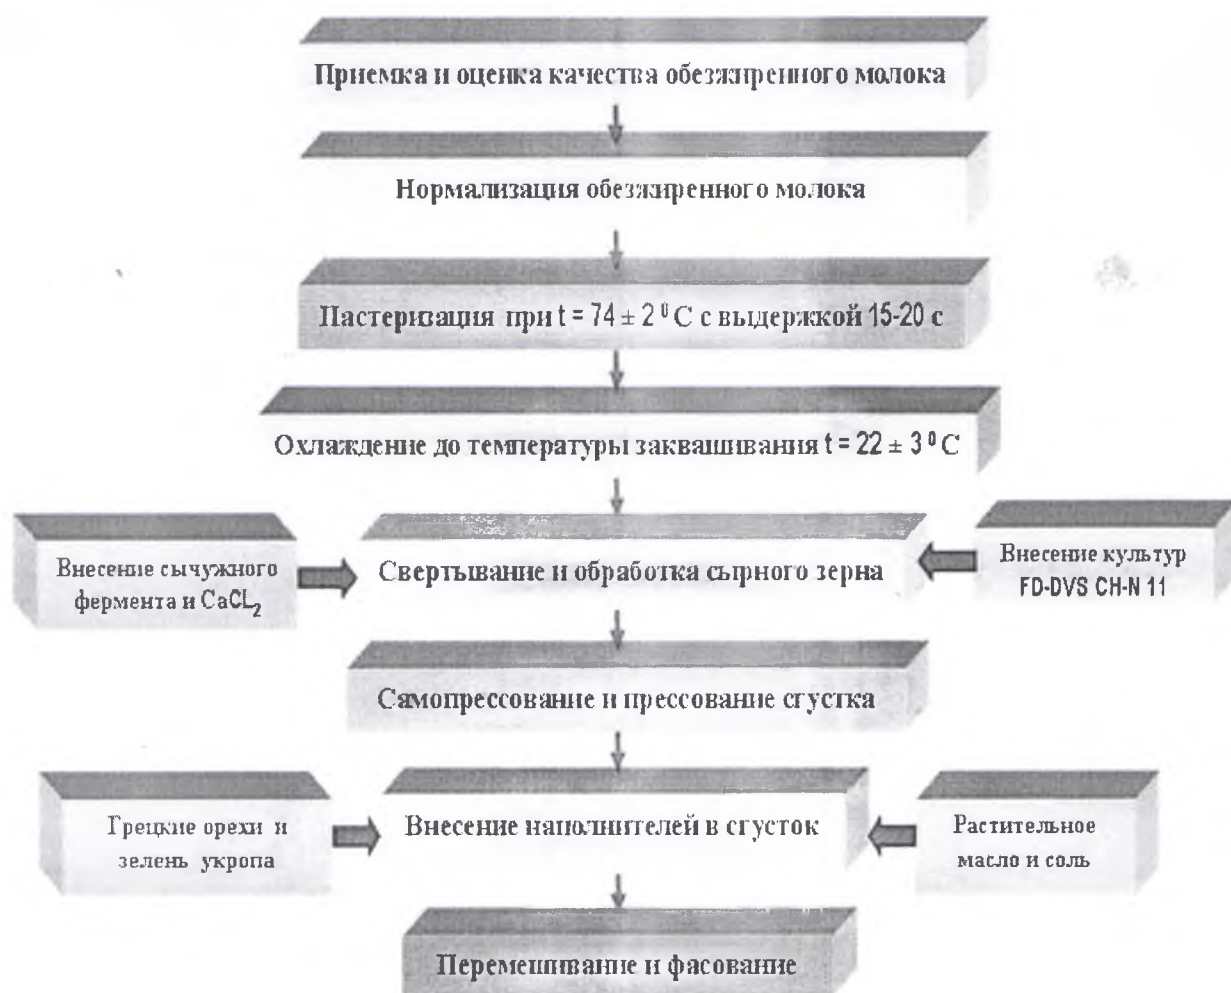 Приемка и оценка качества обезжиренного молока
Нормализация обезжиренного молока
Пастеризация при t = 74 ± 2 ⁰ С с выдержкой 15-20 с
Охлаждение до температуры заквашивания t = 22 ± 3 ⁰ С
Внесение сычужного
фермента и CaCL₂
Свертывание и обработка сырного зерна
Внесение культур
FD-DVS CH-N 11
Самопрессование и прессование сгустка
Грецкие орехи и
зелень укропа
Внесение наполнителей в сгусток
Растительное
масло и соль
Перемешивание и фасование